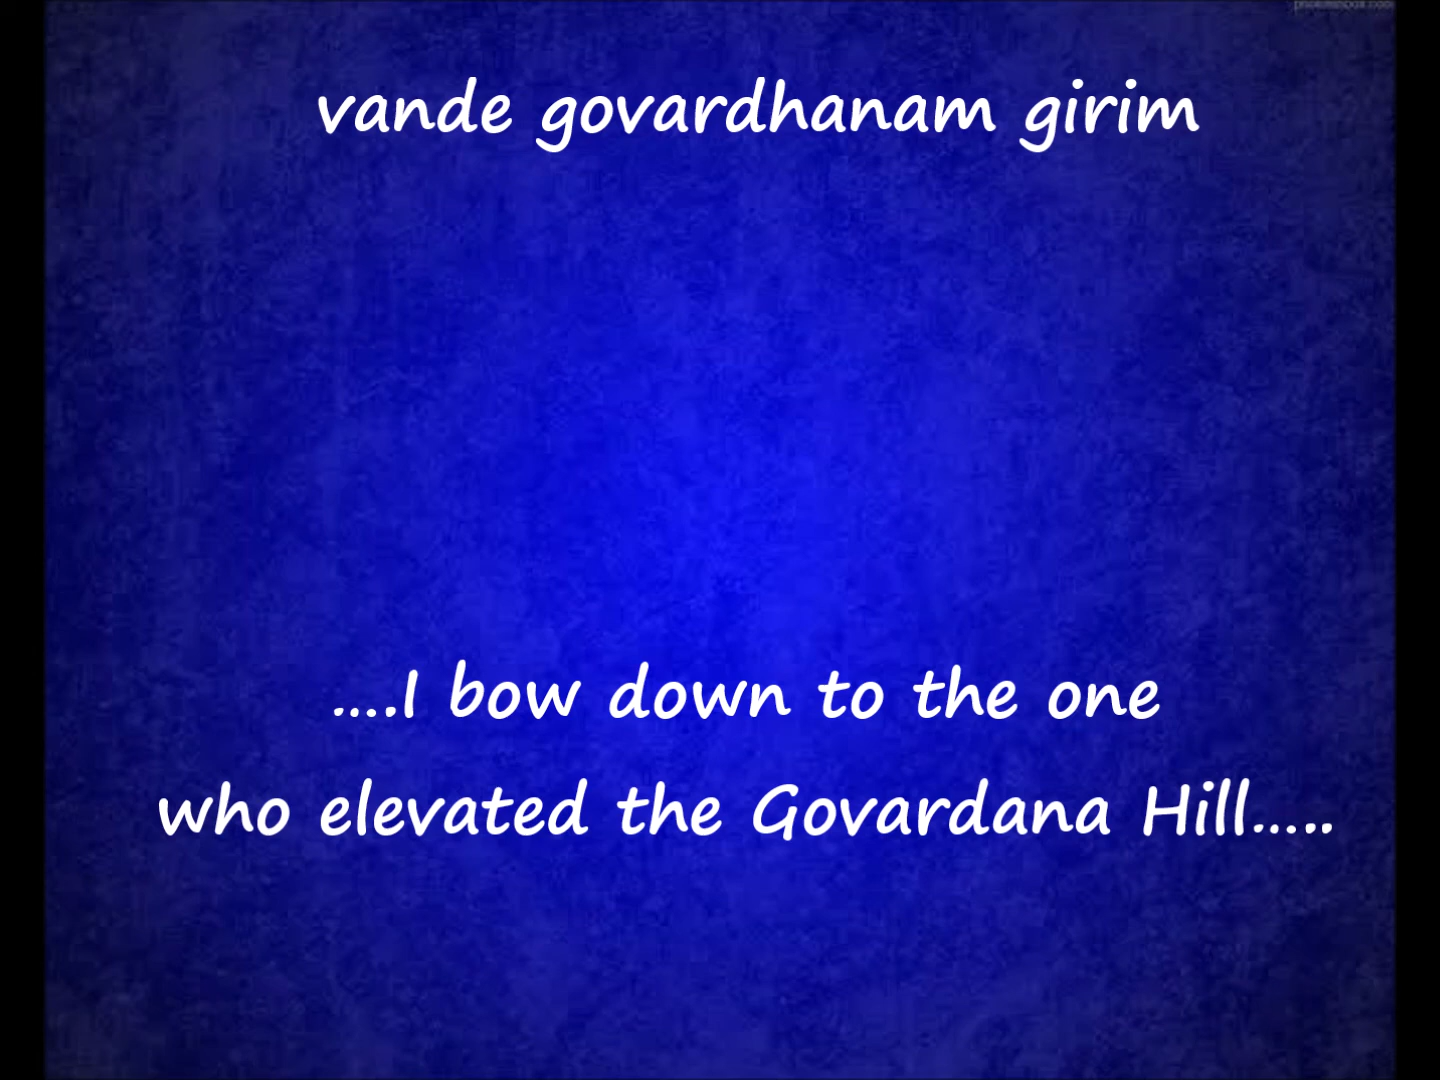 vande govardhanam girim
....I bow down to the one
who elevated the Govardana Hill.....